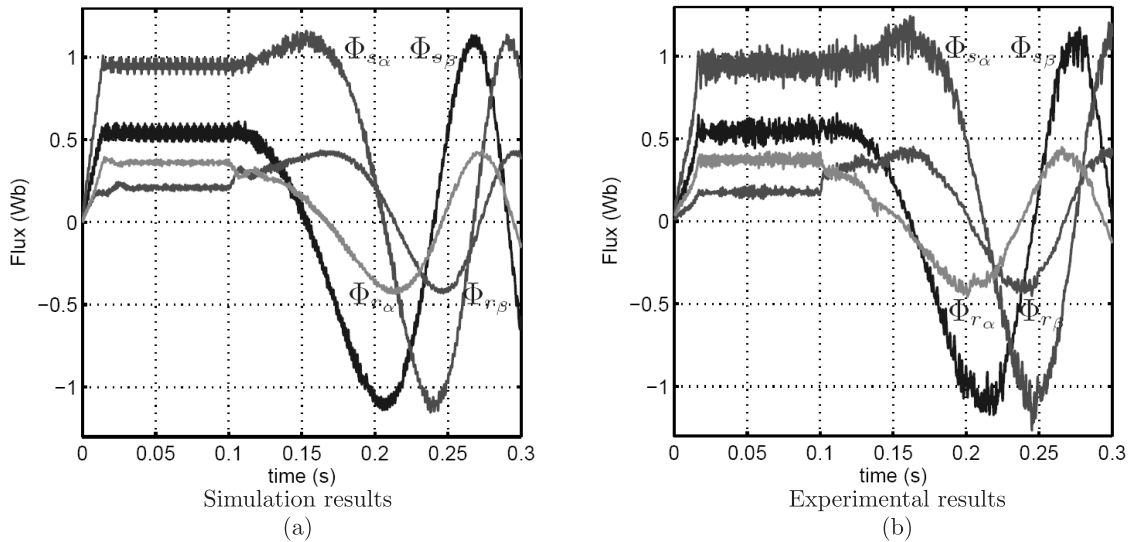 1
0.5
0
−0.5
−1
Flux (Wb)
Φsα
Φsβ
Φrα
Φrβ
0 0.05 0.1 0.15 0.2 0.25 0.3
time (s)
Simulation results
(a)
1
0.5
0
−0.5
−1
Flux (Wb)
Φsα
Φsβ
Φrα
Φrβ
0 0.05 0.1 0.15 0.2 0.25 0.3
time (s)
Experimental results
(b)